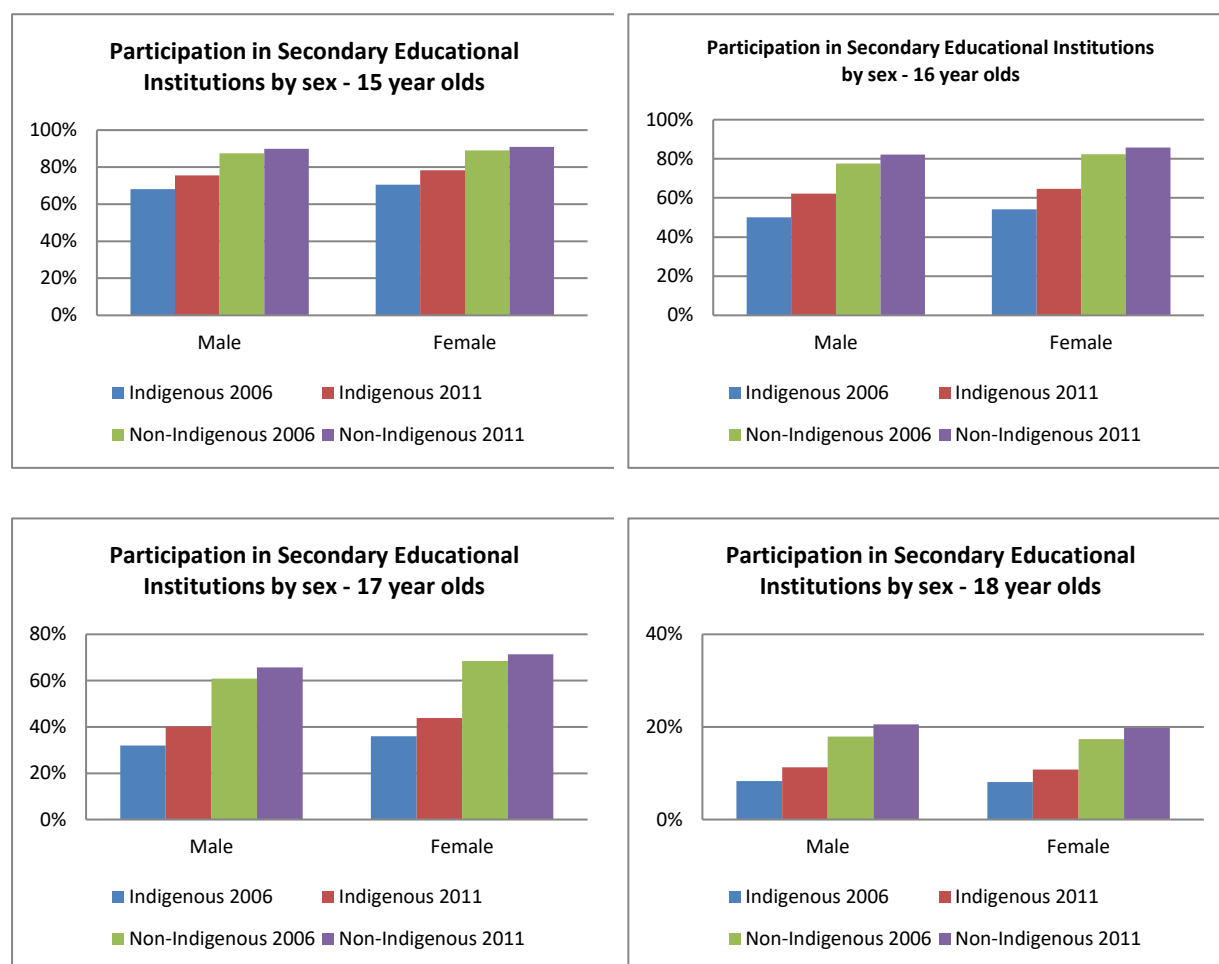 Participation in Secondary Educational
Institutions by sex - 15 year olds
100%
80%
60%
40%
20%
0%
Male Female
Indigenous 2006 Indigenous 2011
Non-Indigenous 2006 Non-Indigenous 2011
Participation in Secondary Educational Institutions
by sex - 16 year olds
100%
80%
60%
40%
20%
0%
Male Female
Indigenous 2006 Indigenous 2011
Non-Indigenous 2006 Non-Indigenous 2011
Participation in Secondary Educational
Institutions by sex - 17 year olds
80%
60%
40%
20%
0%
Male Female
Indigenous 2006 Indigenous 2011
Non-Indigenous 2006 Non-Indigenous 2011
Participation in Secondary Educational
Institutions by sex - 18 year olds
40%
20%
0%
Male Female
Indigenous 2006 Indigenous 2011
Non-Indigenous 2006 Non-Indigenous 2011